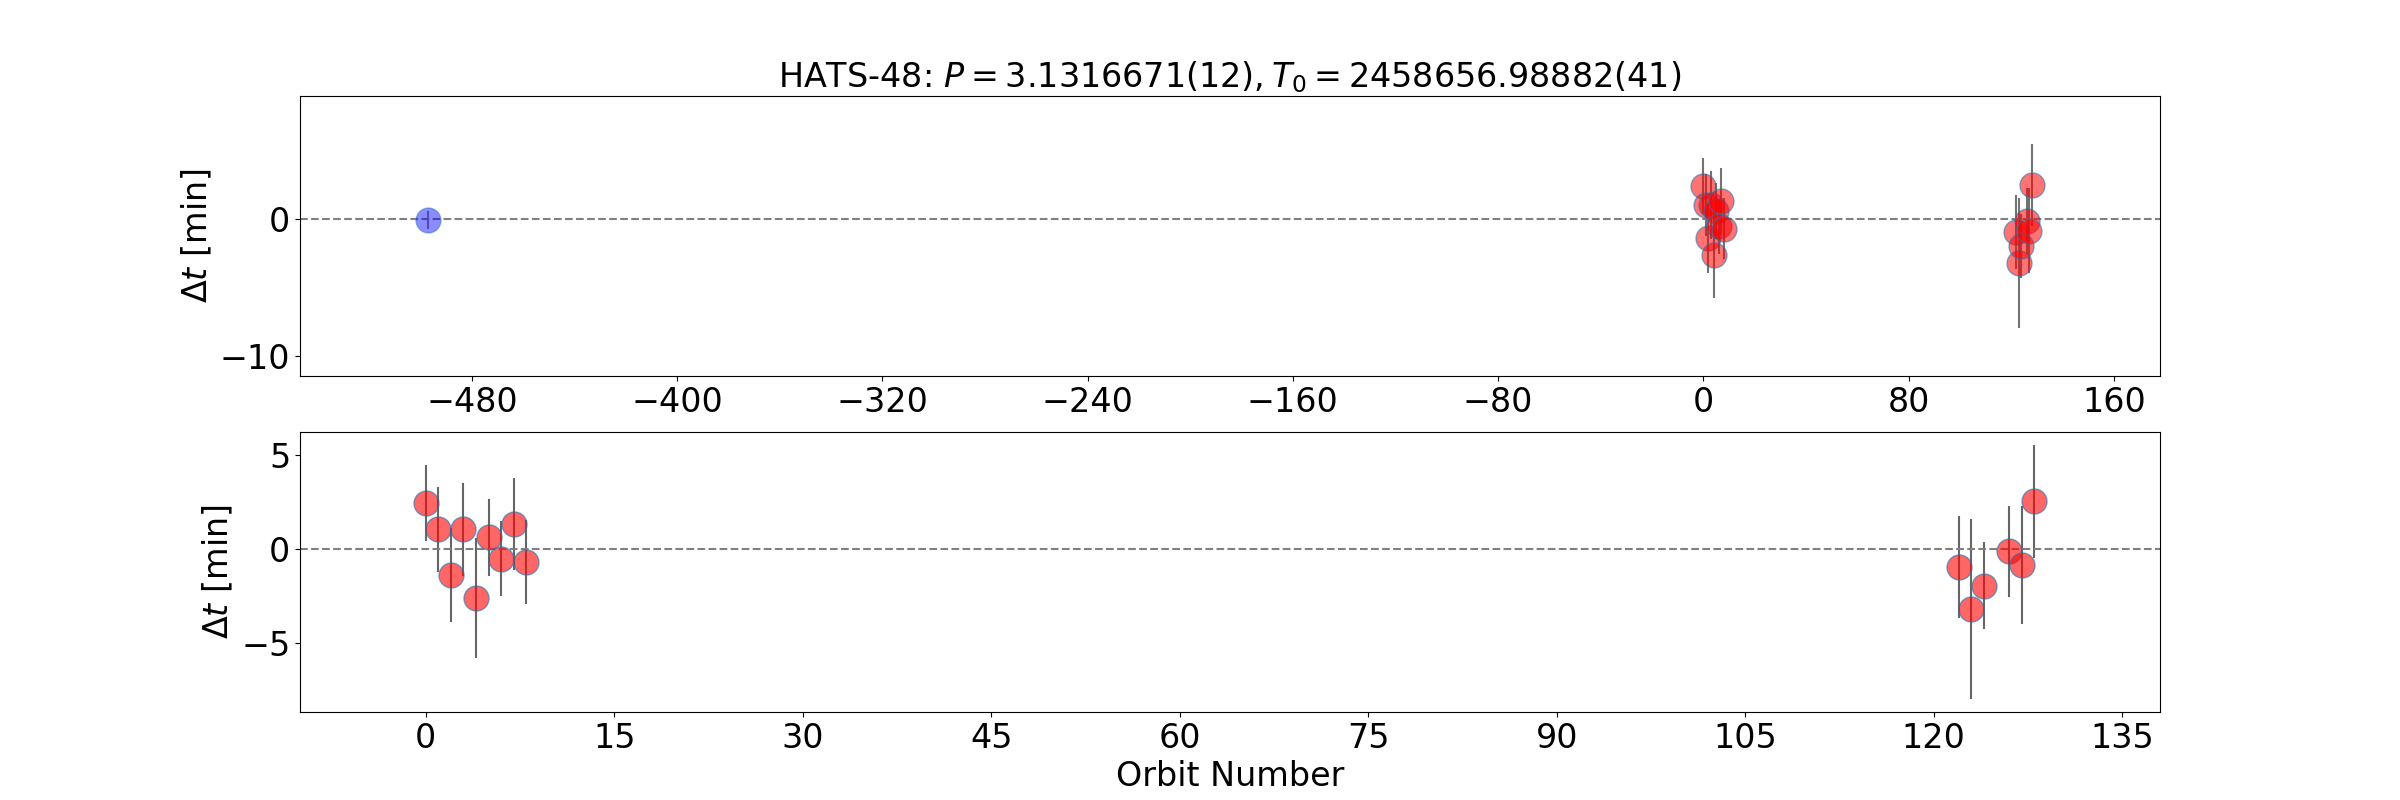 HATS-48: P = 3.1316671(12), T₀ = 2458656.98882(41)
Δt [min]
0
−10
−480 −400 −320 −240 −160 −80 0 80 160
Δt [min]
5
0
−5
0 15 30 45 60 75 90 105 120 135
Orbit Number